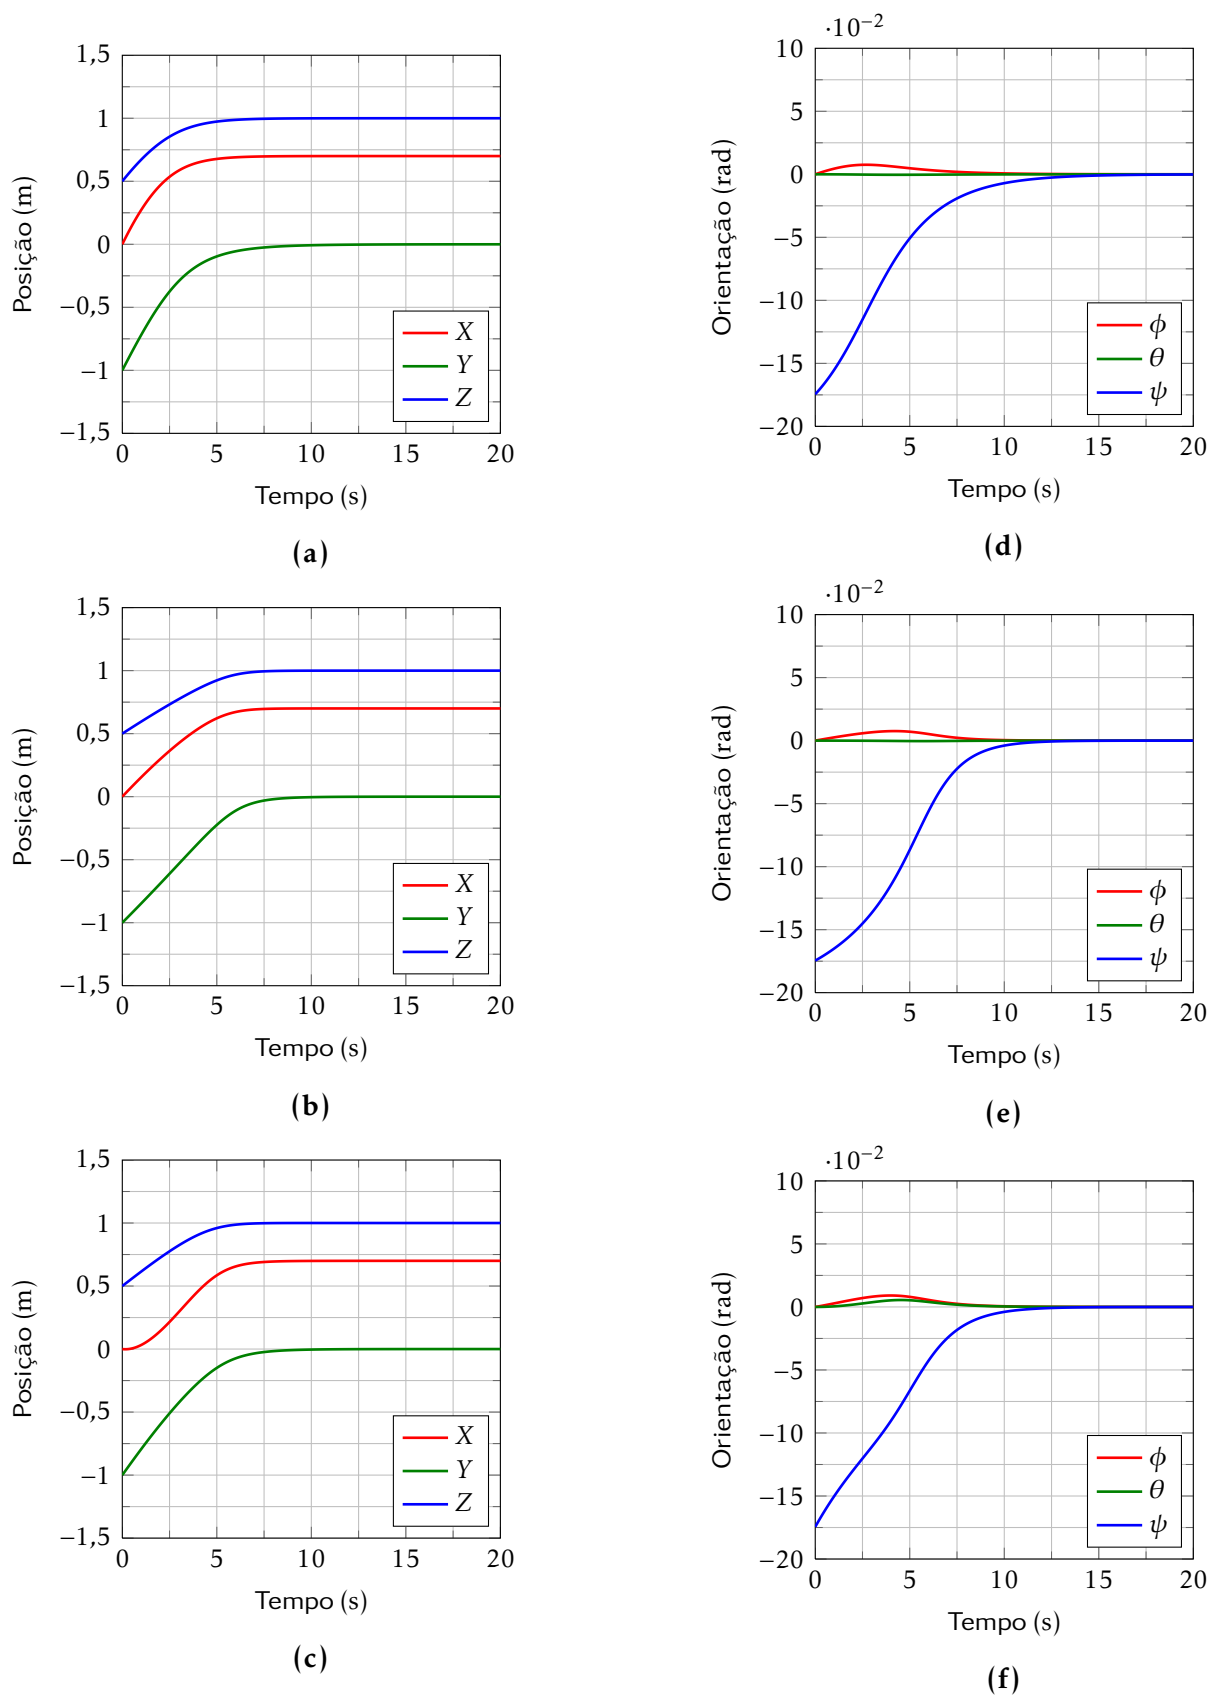 1,5
1
0,5
0
−0,5
−1
−1,5
0 5 10 15 20
Posição (m)
Tempo (s)
X
Y
Z
(a)
·10−2
10
5
0
−5
−10
−15
−20
0 5 10 15 20
Orientação (rad)
Tempo (s)
ϕ
θ
ψ
(d)
1,5
1
0,5
0
−0,5
−1
−1,5
0 5 10 15 20
Posição (m)
Tempo (s)
X
Y
Z
(b)
·10−2
10
5
0
−5
−10
−15
−20
0 5 10 15 20
Orientação (rad)
Tempo (s)
ϕ
θ
ψ
(e)
1,5
1
0,5
0
−0,5
−1
−1,5
0 5 10 15 20
Posição (m)
Tempo (s)
X
Y
Z
(c)
·10−2
10
5
0
−5
−10
−15
−20
0 5 10 15 20
Orientação (rad)
Tempo (s)
ϕ
θ
ψ
(f)